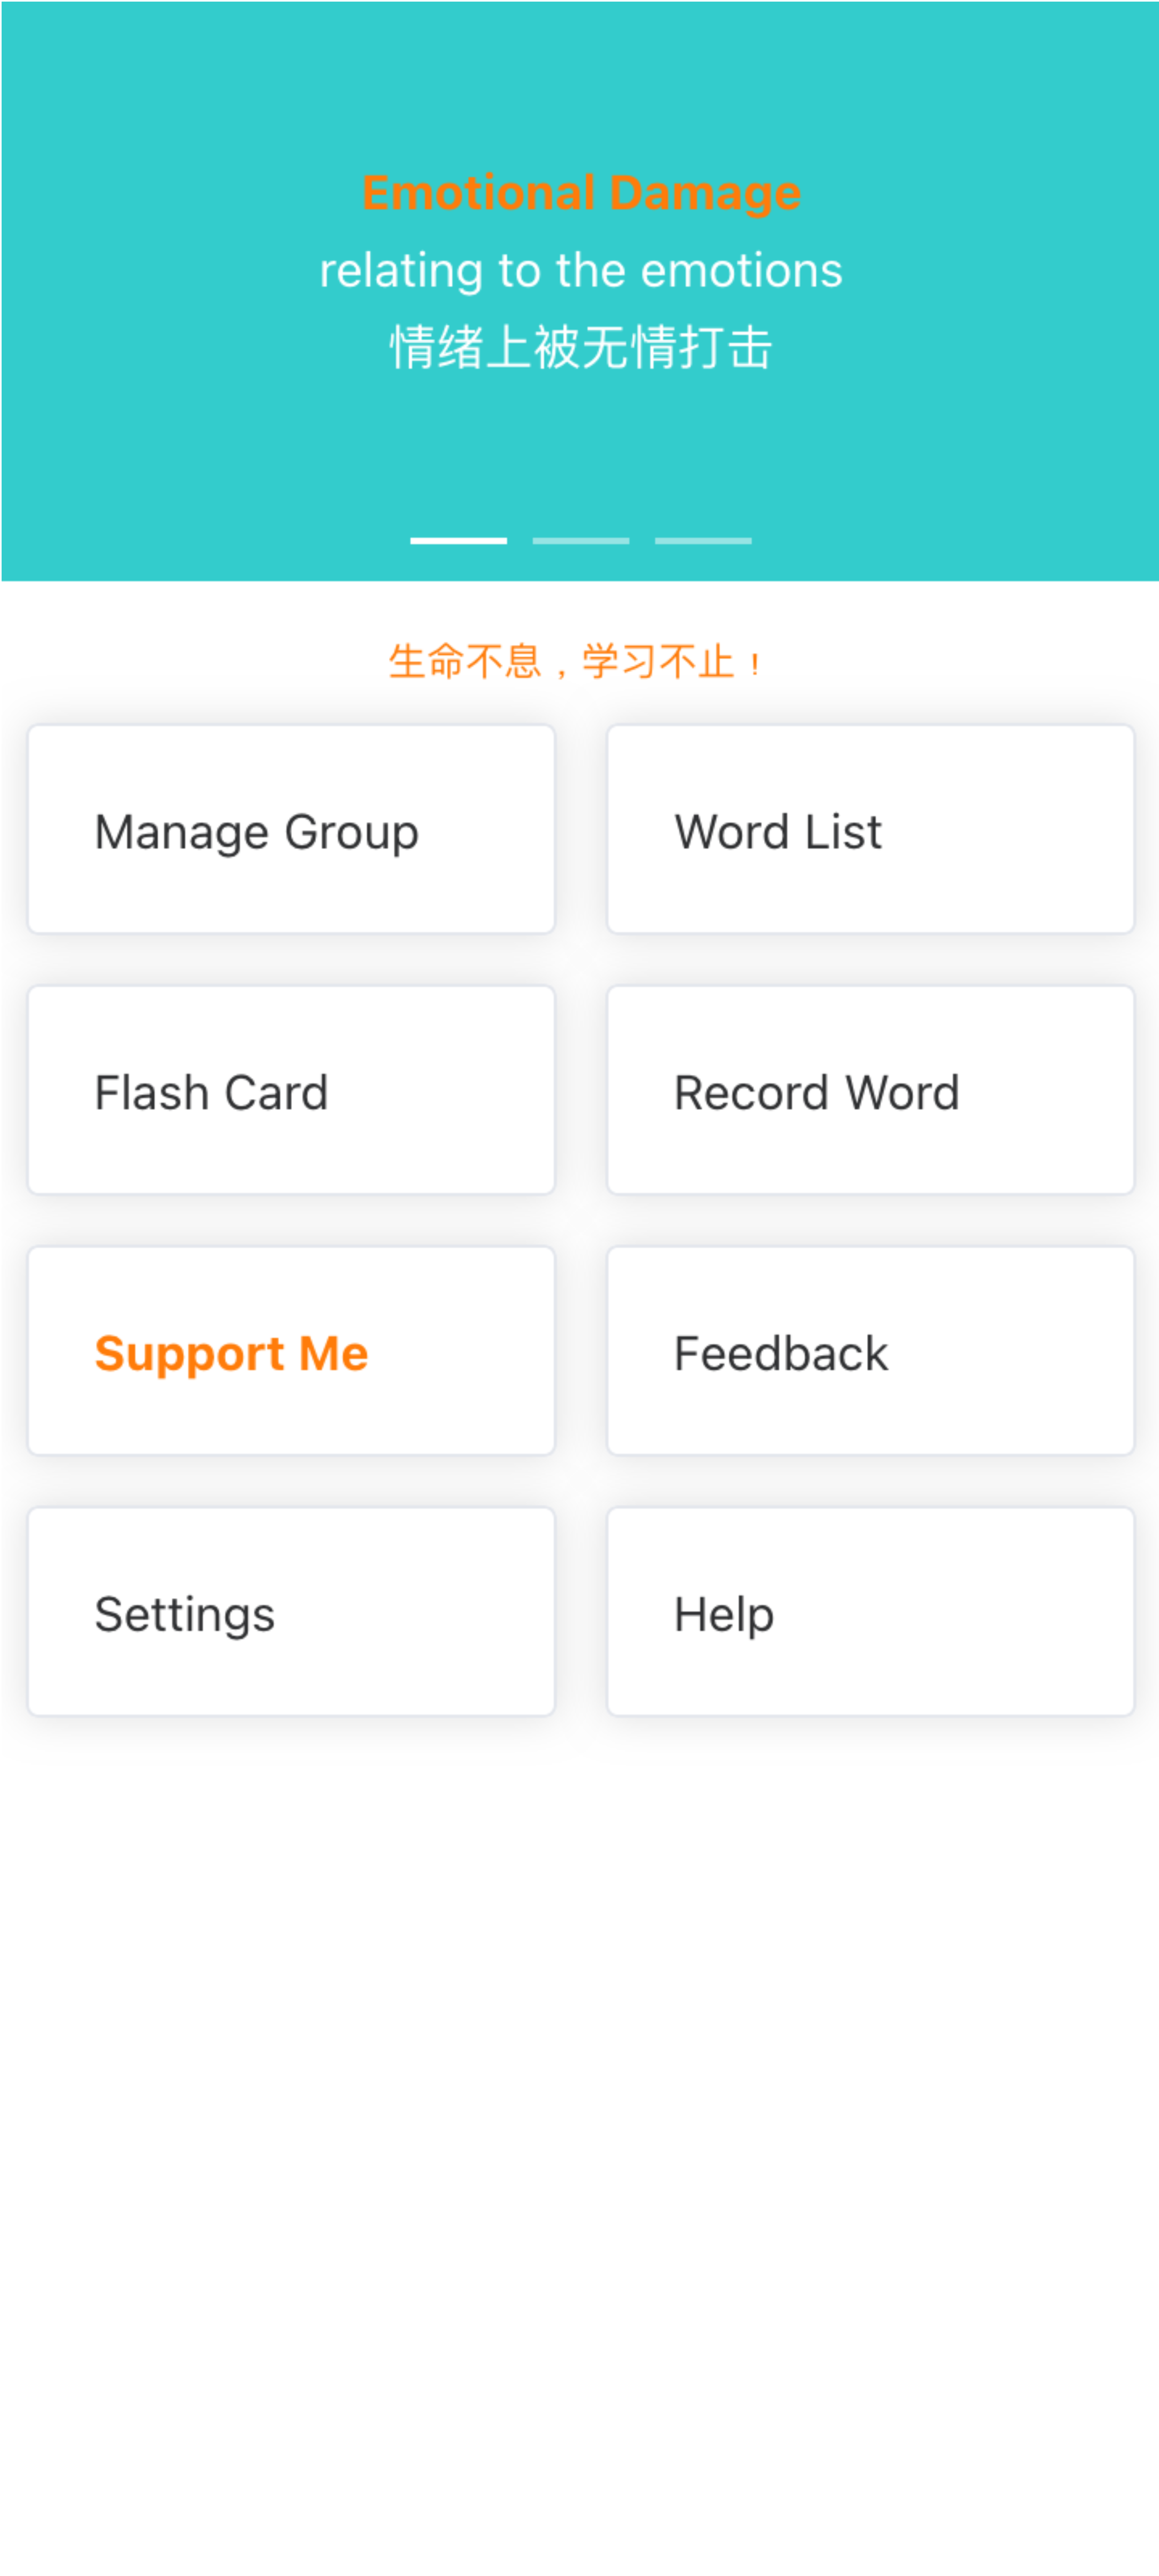 Emotional Damage
relating to the emotions
情绪上被无情打击
生命不息，学习不止！
Manage Group
Word List
Flash Card
Record Word
Support Me
Feedback
Settings
Help